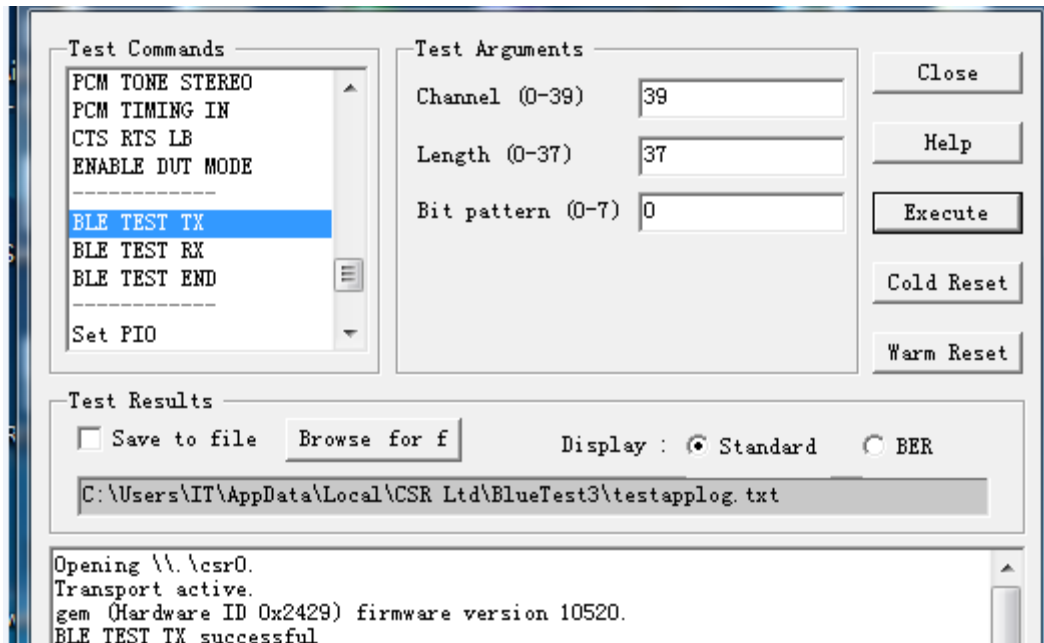 Test Commands
PCM TONE STEREO
PCM TIMING IN
CTS RTS LB
ENABLE DUT MODE
------------
BLE TEST TX
BLE TEST RX
BLE TEST END
------------
Set PIO
Test Arguments
Channel (0-39) 39
Length (0-37) 37
Bit pattern (0-7) 0
Close
Help
Execute
Cold Reset
Warm Reset
Test Results
Save to file Browse for f Display : Standard BER
C:\Users\IT\AppData\Local\CSR Ltd\BlueTest3\testapplog.txt
Opening \\.\csr0.
Transport active.
gem (Hardware ID 0x2429) firmware version 10520.
BLE TEST TX successful